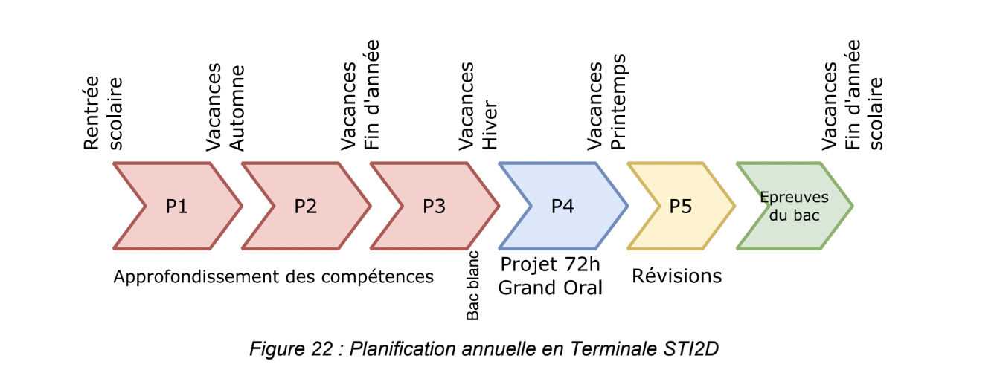 Rentrée
scolaire
Vacances
Automne
Vacances
Fin d'année
Vacances
Hiver
Vacances
Printemps
Vacances
Fin d'année
scolaire
P1
P2
P3
P4
P5
Epreuves
du bac
Approfondissement des compétences
Bac blanc
Projet 72h
Grand Oral
Révisions
Figure 22 : Planification annuelle en Terminale STI2D